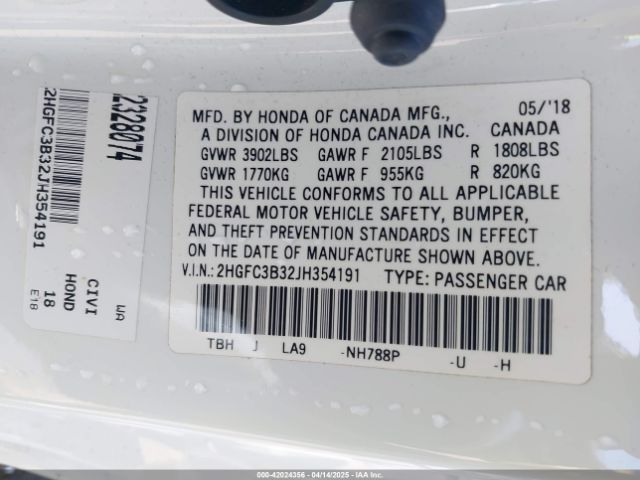 2328074
2HGFC3B32JH354191
WA
CIVI
HOND
18
E18
MFD. BY HONDA OF CANADA MFG., 05/'18
A DIVISION OF HONDA CANADA INC. CANADA
GVWR 3902LBS GAWR F 2105LBS R 1808LBS
GVWR 1770KG GAWR F 955KG R 820KG
THIS VEHICLE CONFORMS TO ALL APPLICABLE
FEDERAL MOTOR VEHICLE SAFETY, BUMPER,
AND THEFT PREVENTION STANDARDS IN EFFECT
ON THE DATE OF MANUFACTURE SHOWN ABOVE.
V.I.N.: 2HGFC3B32JH354191 TYPE: PASSENGER CAR
TBH J LA9 -NH788P -U -H
000-42024356 | 04/14/2025 | IAA, INC.